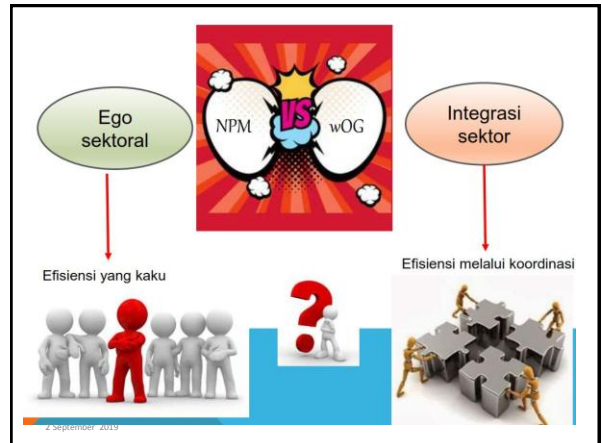 Ego
sektoral
NPM
VS
wOG
Integrasi
sektor
Efisiensi yang kaku
Efisiensi melalui koordinasi
2 September 2019